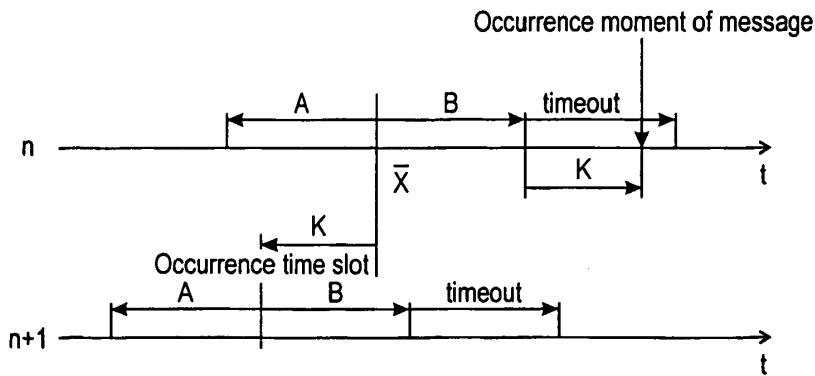 Occurrence moment of message
A B timeout
n
X̄ K t
K
Occurrence time slot
A B timeout
n+1
t